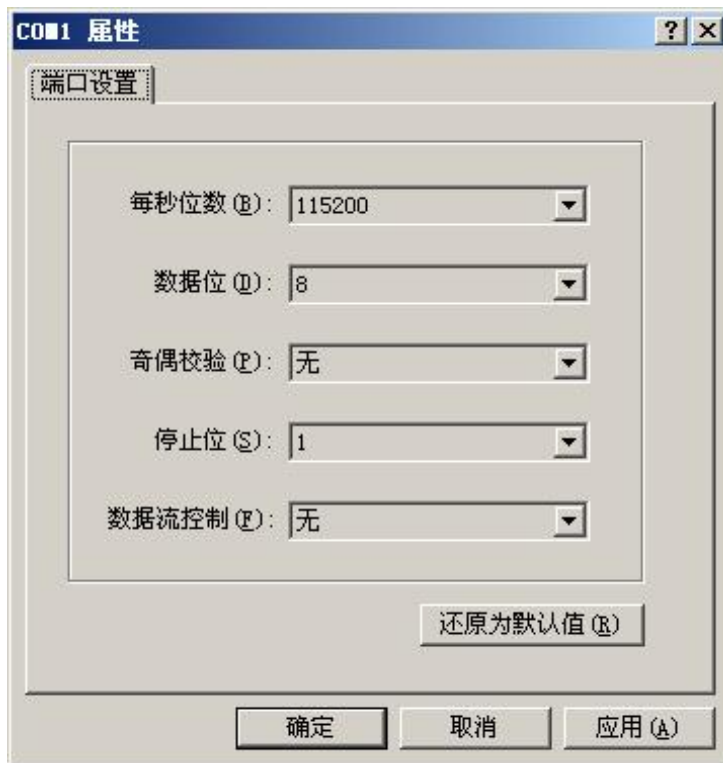 COM1 属性
端口设置
每秒位数(B): 115200
数据位(D): 8
奇偶校验(P): 无
停止位(S): 1
数据流控制(F): 无
还原为默认值(R)
确定 取消 应用(A)